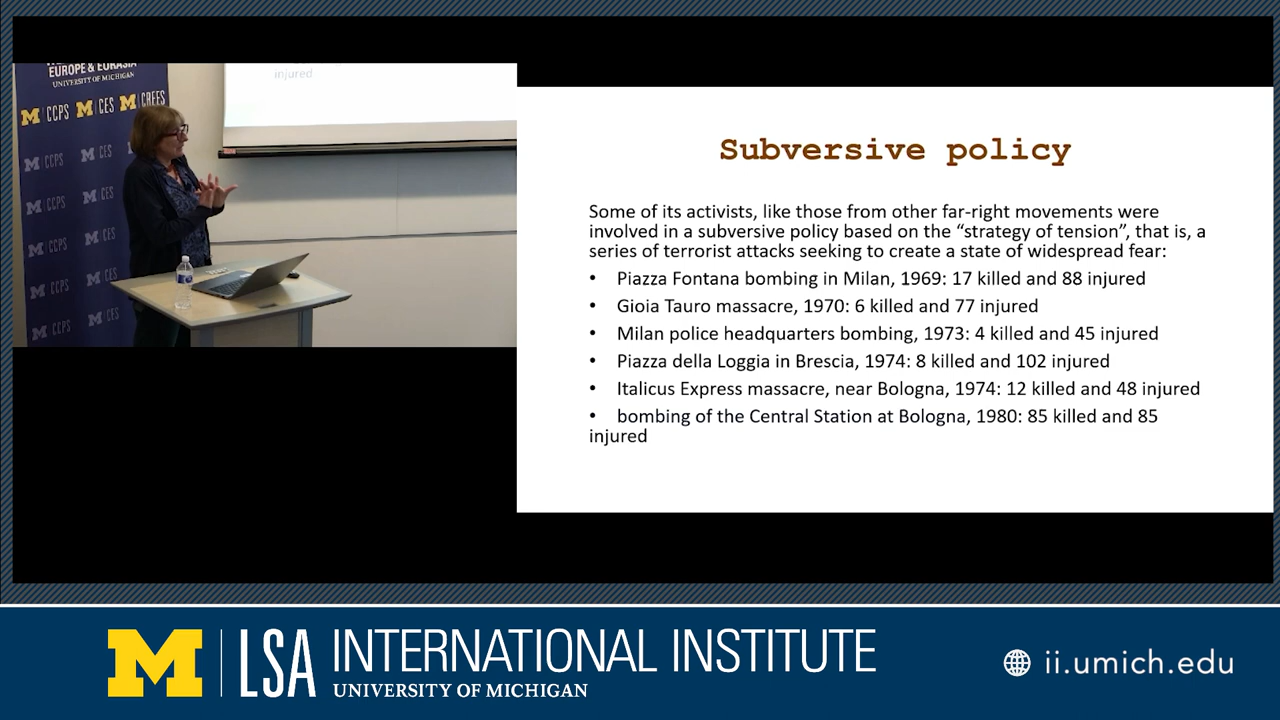 EUROPE & EURASIA
UNIVERSITY OF MICHIGAN
M CCPS M CES M CREES
M CCPS M CES
M CCPS M CES
M CCPS M CES
M CCPS M CES
M CCPS M CES
injured
Subversive policy
Some of its activists, like those from other far-right movements were
involved in a subversive policy based on the “strategy of tension”, that is, a
series of terrorist attacks seeking to create a state of widespread fear:
• Piazza Fontana bombing in Milan, 1969: 17 killed and 88 injured
• Gioia Tauro massacre, 1970: 6 killed and 77 injured
• Milan police headquarters bombing, 1973: 4 killed and 45 injured
• Piazza della Loggia in Brescia, 1974: 8 killed and 102 injured
• Italicus Express massacre, near Bologna, 1974: 12 killed and 48 injured
• bombing of the Central Station at Bologna, 1980: 85 killed and 85
injured
M LSA INTERNATIONAL INSTITUTE
UNIVERSITY OF MICHIGAN
ii.umich.edu